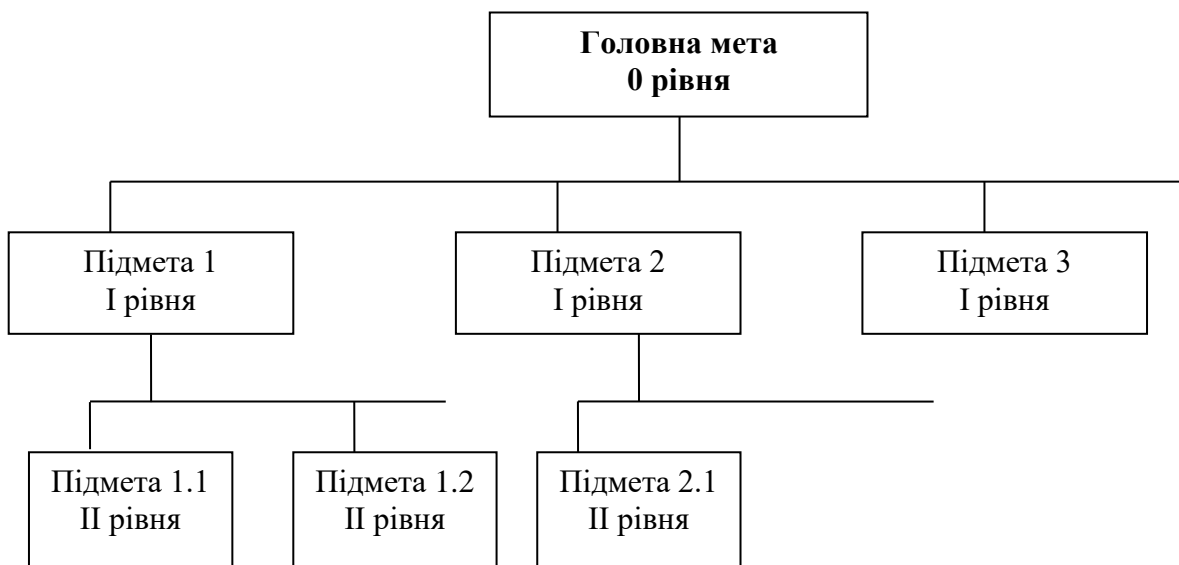 Головна мета
0 рівня
Підмета 1
І рівня
Підмета 2
І рівня
Підмета 3
І рівня
Підмета 1.1
ІІ рівня
Підмета 1.2
ІІ рівня
Підмета 2.1
ІІ рівня